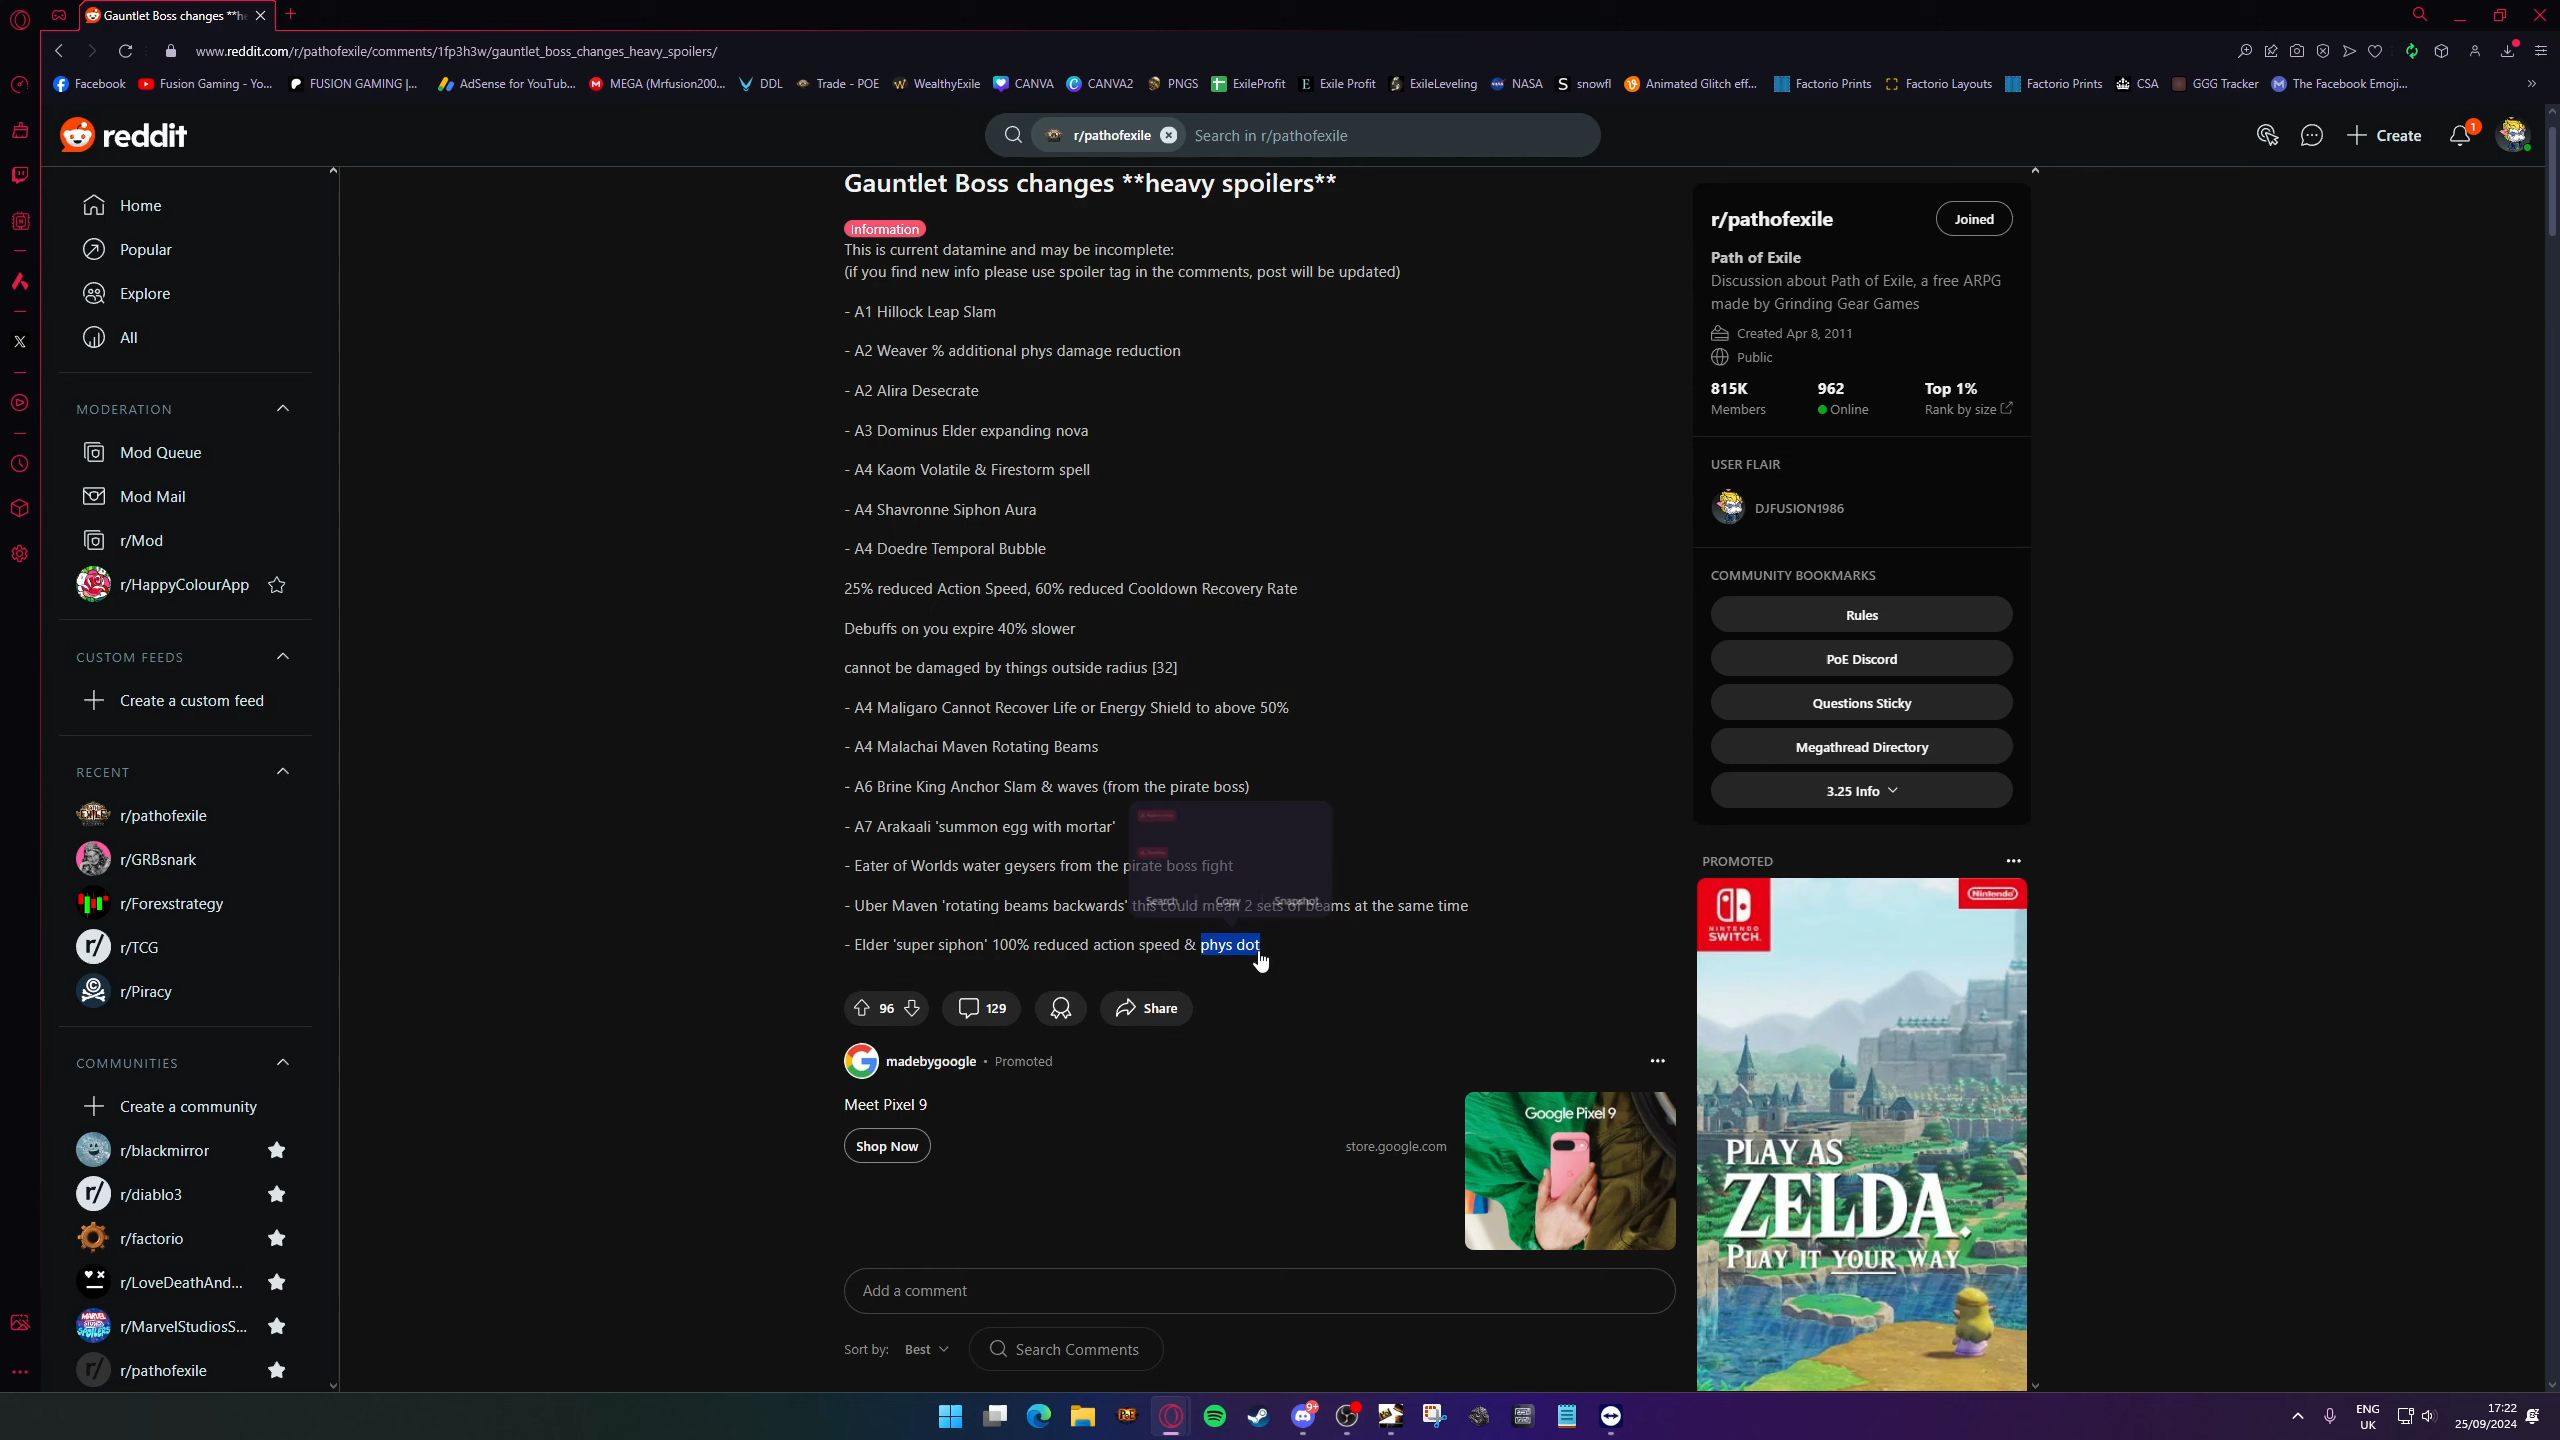 Gauntlet Boss changes **he
www.reddit.com/r/pathofexile/comments/1fp3h3w/gauntlet_boss_changes_heavy_spoilers/
Facebook
Fusion Gaming - Yo...
FUSION GAMING |...
AdSense for YouTub...
MEGA (Mrfusion200...
DDL
Trade - POE
WealthyExile
CANVA
CANVA2
PNGS
ExileProfit
Exile Profit
ExileLeveling
NASA
snowfl
Animated Glitch eff...
Factorio Prints
Factorio Layouts
Factorio Prints
CSA
GGG Tracker
The Facebook Emoji...
reddit
r/pathofexile
Search in r/pathofexile
Create
1
Home
Popular
Explore
All
MODERATION
Mod Queue
Mod Mail
r/Mod
r/HappyColourApp
CUSTOM FEEDS
Create a custom feed
RECENT
r/pathofexile
r/GRBsnark
r/Forexstrategy
r/TCG
r/Piracy
COMMUNITIES
Create a community
r/blackmirror
r/diablo3
r/factorio
r/LoveDeathAnd...
r/MarvelStudiosS...
r/pathofexile
Gauntlet Boss changes **heavy spoilers**
Information
This is current datamine and may be incomplete:
(if you find new info please use spoiler tag in the comments, post will be updated)
- A1 Hillock Leap Slam
- A2 Weaver % additional phys damage reduction
- A2 Alira Desecrate
- A3 Dominus Elder expanding nova
- A4 Kaom Volatile & Firestorm spell
- A4 Shavronne Siphon Aura
- A4 Doedre Temporal Bubble
25% reduced Action Speed, 60% reduced Cooldown Recovery Rate
Debuffs on you expire 40% slower
cannot be damaged by things outside radius [32]
- A4 Maligaro Cannot Recover Life or Energy Shield to above 50%
- A4 Malachai Maven Rotating Beams
- A6 Brine King Anchor Slam & waves (from the pirate boss)
- A7 Arakaali 'summon egg with mortar'
- Eater of Worlds water geysers from the pirate boss fight
- Uber Maven 'rotating beams backwards' this could mean 2 sets of beams at the same time
Search
Copy
Snapshot
- Elder 'super siphon' 100% reduced action speed & phys dot
96
129
Share
madebygoogle • Promoted
Meet Pixel 9
Shop Now
store.google.com
Google Pixel 9
Add a comment
Sort by: Best
Search Comments
r/pathofexile
Joined
Path of Exile
Discussion about Path of Exile, a free ARPG
made by Grinding Gear Games
Created Apr 8, 2011
Public
815K
962
Top 1%
Members
Online
Rank by size
USER FLAIR
DJFUSION1986
COMMUNITY BOOKMARKS
Rules
PoE Discord
Questions Sticky
Megathread Directory
3.25 Info
PROMOTED
NINTENDO
SWITCH
Nintendo
PLAY AS
ZELDA.
PLAY IT YOUR WAY
PoE
9+
ENG
UK
17:22
25/09/2024